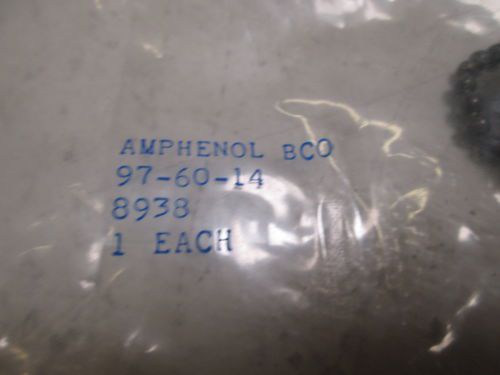 AMPHENOL BCO
97-60-14
8938
1 EACH